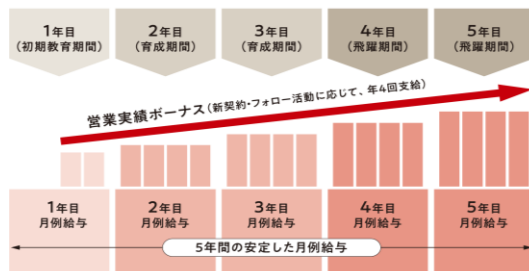 1年目
(初期教育期間)
2年目
(育成期間)
3年目
(育成期間)
4年目
(飛躍期間)
5年目
(飛躍期間)
営業実績ボーナス(新契約・フォロー活動に応じて、年4回支給)
1年目
月例給与
2年目
月例給与
3年目
月例給与
4年目
月例給与
5年目
月例給与
5年間の安定した月例給与